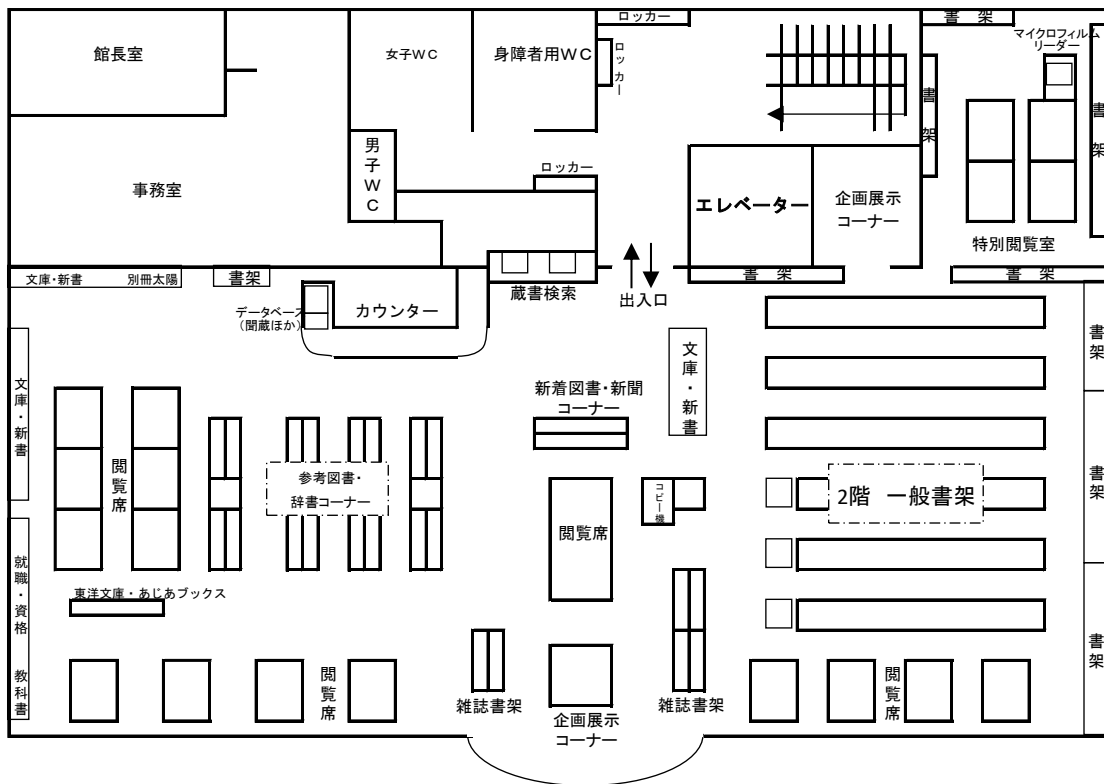 ロッカー
書 架
館長室
女子WC
身障者用WC
ロッカー
マイクロフィルム
リーダー
書 架
書 架
男子WC
ロッカー
事務室
エレベーター
企画展示
コーナー
特別閲覧室
文庫・新書 別冊太陽
書架
蔵書検索
出入口
書 架
書 架
データベース
(聞蔵ほか)
カウンター
文庫・新書
書架
文庫・新書
新着図書・新聞
コーナー
閲覧席
参考図書・
辞書コーナー
閲覧席
コピー機
2階 一般書架
書架
就職・資格 教科書
東洋文庫・あじあブックス
書架
閲覧席
雑誌書架
企画展示
コーナー
雑誌書架
閲覧席